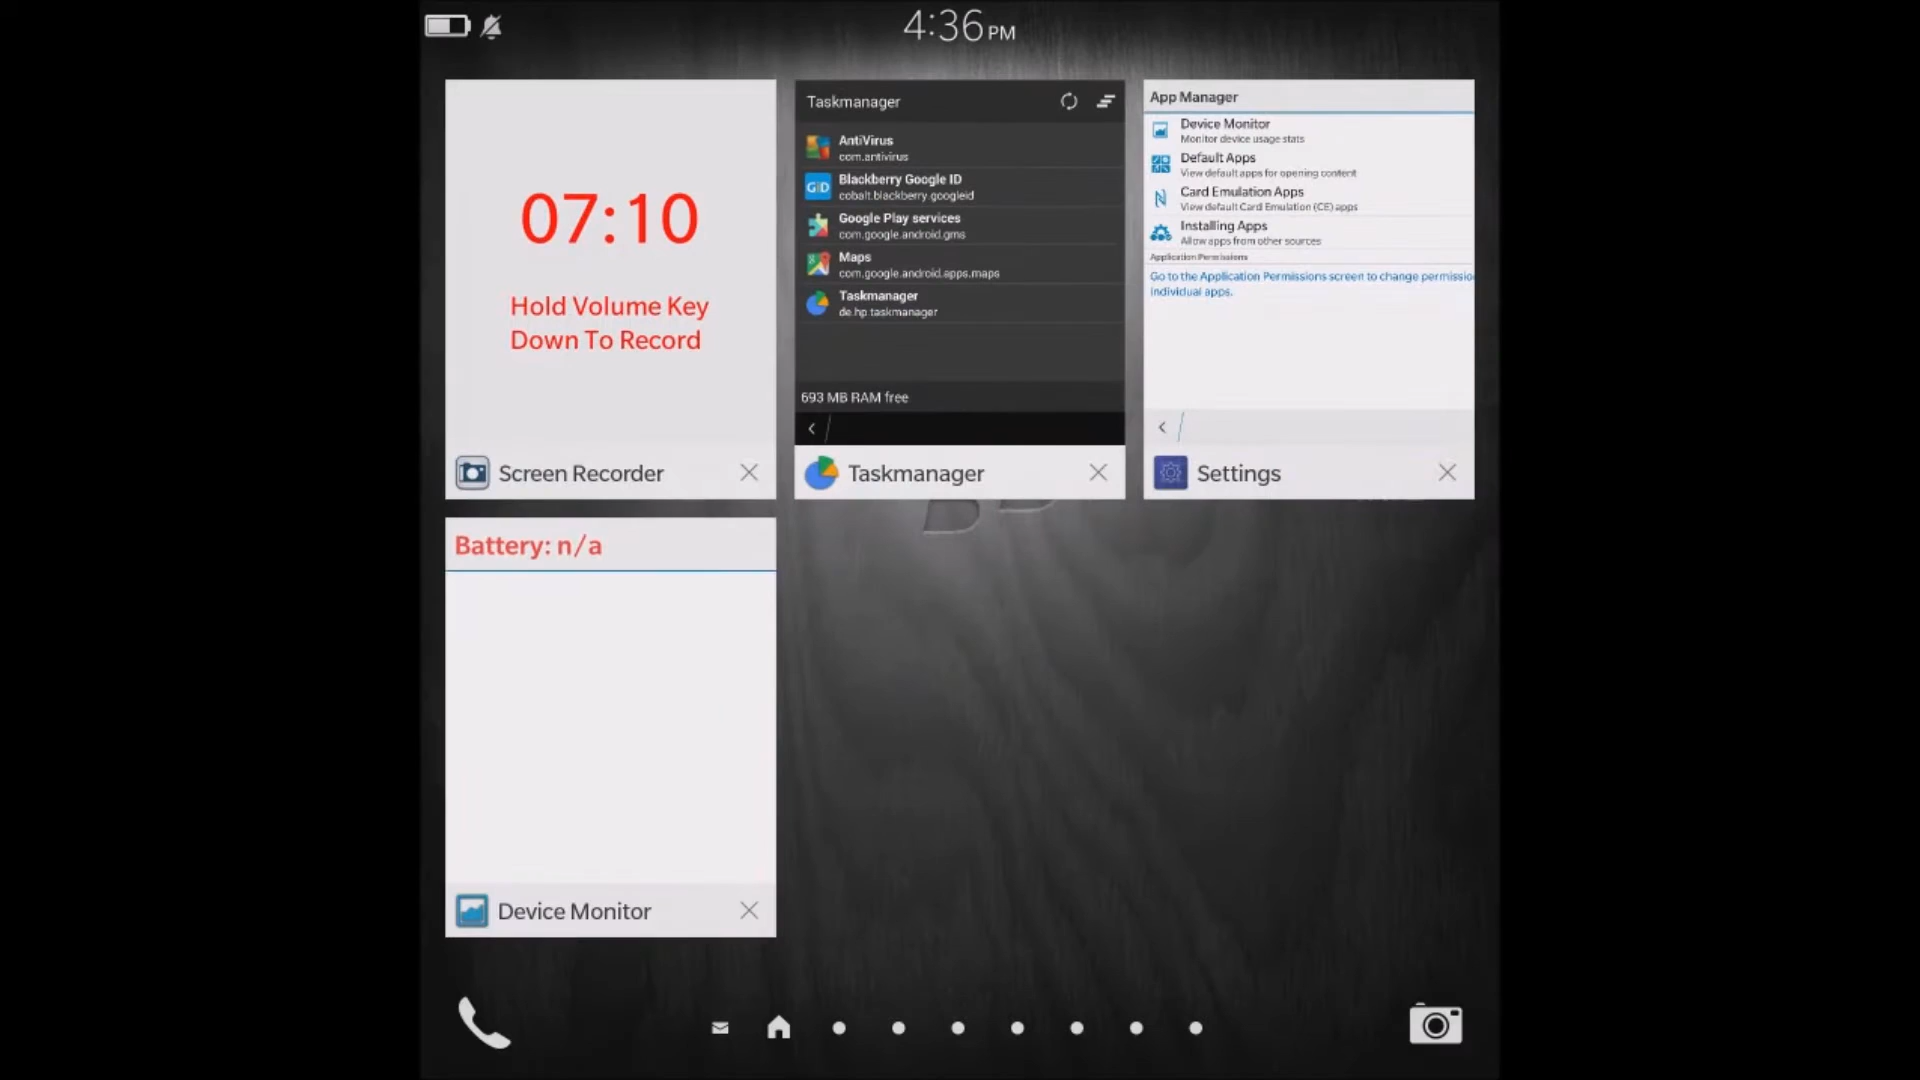 4:36 PM
07:10
Hold Volume Key
Down To Record
Screen Recorder
Taskmanager
AntiVirus
com.antivirus
GID
Blackberry Google ID
cobalt.blackberry.googleid
Google Play services
com.google.android.gms
Maps
com.google.android.apps.maps
Taskmanager
de.hp.taskmanager
693 MB RAM free
Taskmanager
App Manager
Device Monitor
Monitor device usage stats
Default Apps
View default apps for opening content
Card Emulation Apps
View default Card Emulation (CE) apps
Installing Apps
Allow apps from other sources
Application Permissions
Go to the Application Permissions screen to change permissio
individual apps.
Settings
Battery: n/a
Device Monitor